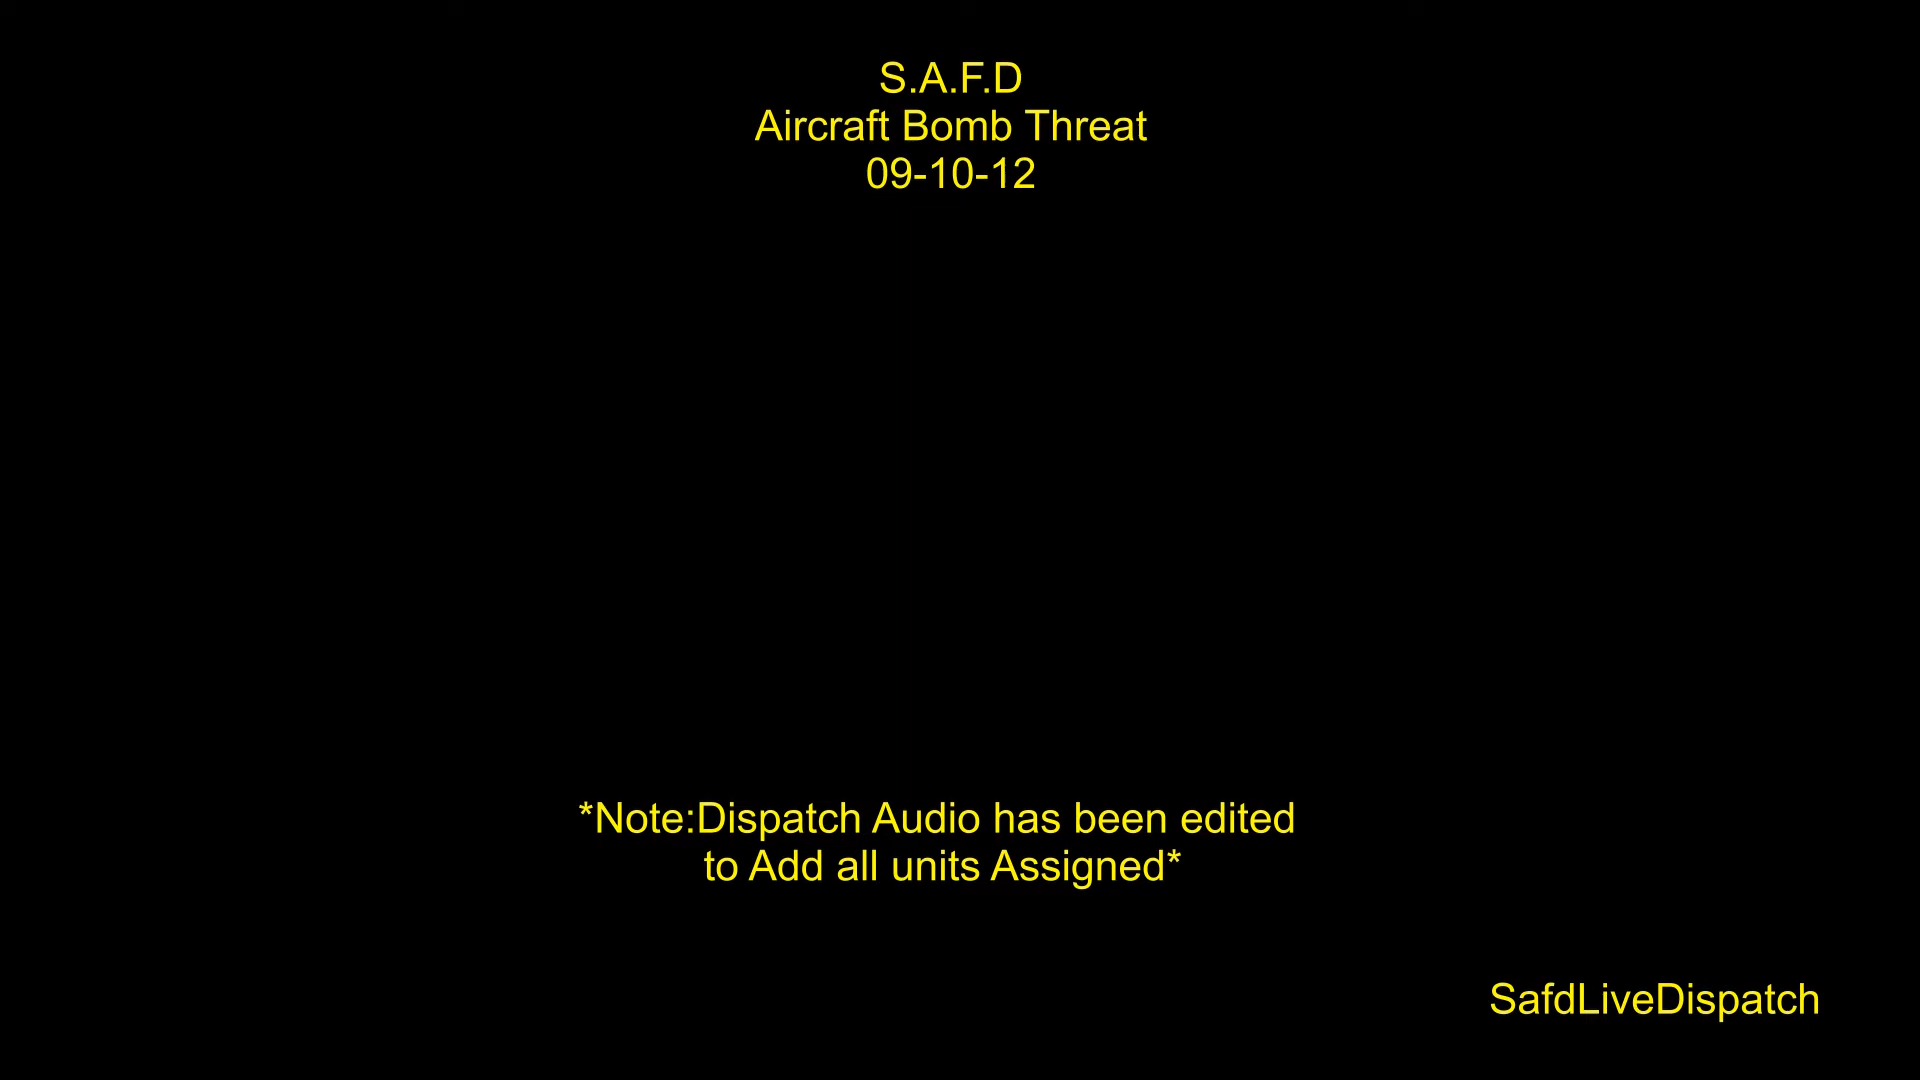 S.A.F.D
Aircraft Bomb Threat
09-10-12
*Note:Dispatch Audio has been edited
to Add all units Assigned*
SafdLiveDispatch